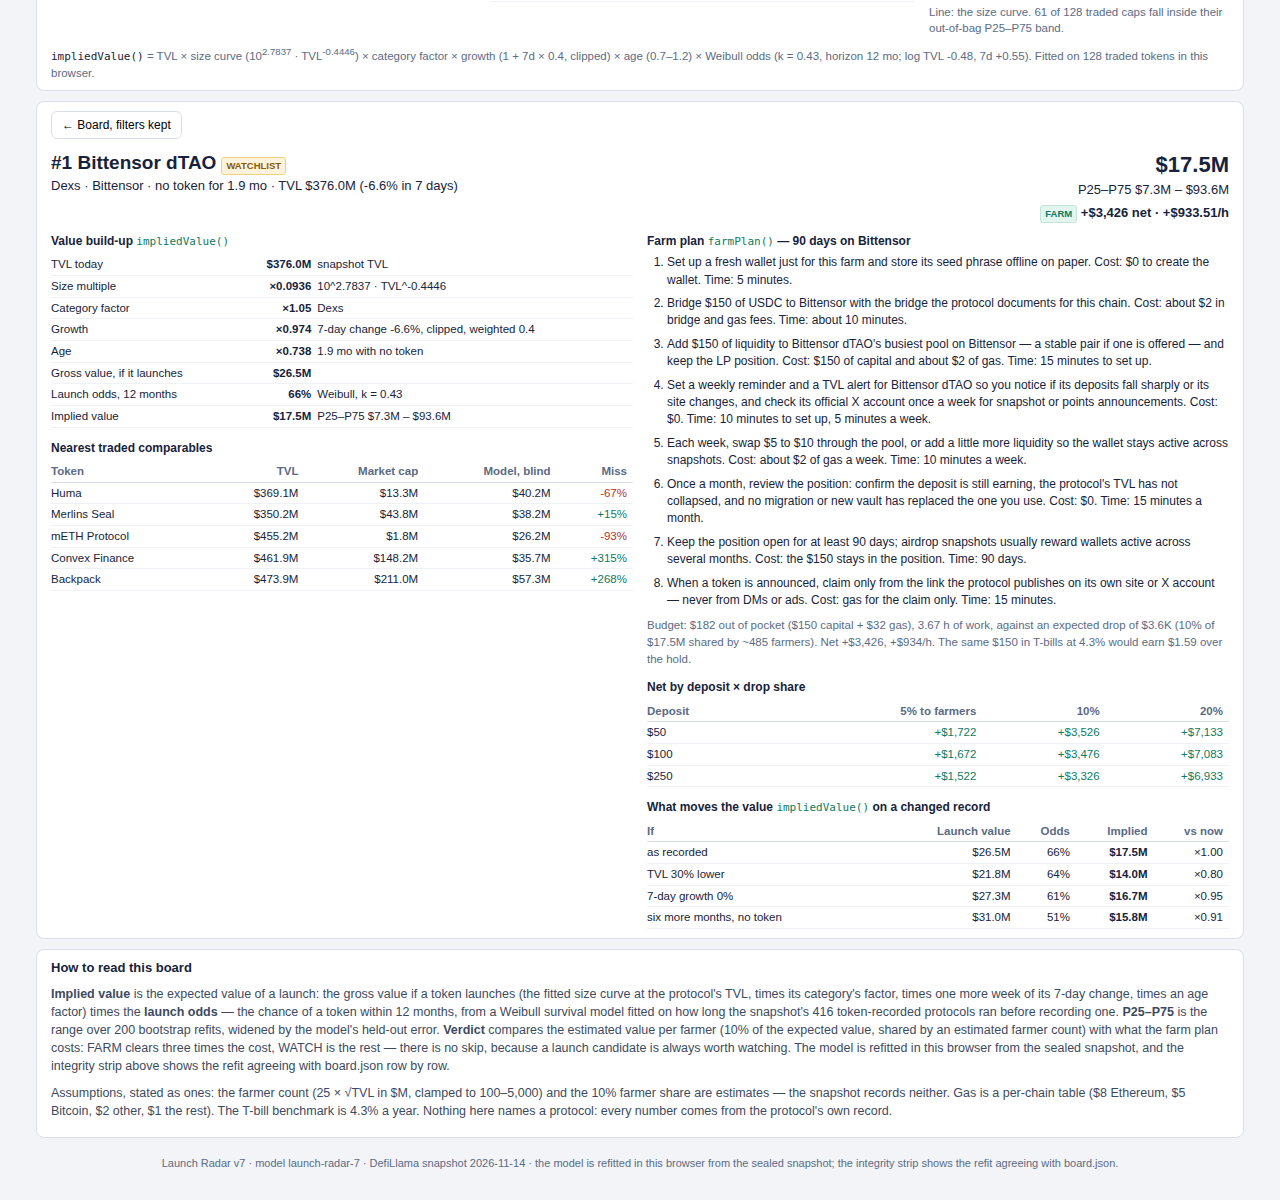 Line: the size curve. 61 of 128 traded caps fall inside their
out-of-bag P25–P75 band.
impliedValue() = TVL × size curve (10^2.7837 · TVL^-0.4446) × category factor × growth (1 + 7d × 0.4, clipped) × age (0.7–1.2) × Weibull odds (k = 0.43, horizon 12 mo; log TVL -0.48, 7d +0.55). Fitted on 128 traded tokens in this
browser.
← Board, filters kept
#1 Bittensor dTAO WATCHLIST
$17.5M
Dexs · Bittensor · no token for 1.9 mo · TVL $376.0M (-6.6% in 7 days)
P25–P75 $7.3M – $93.6M
FARM +$3,426 net · +$933.51/h
Value build-up impliedValue()
TVL today $376.0M snapshot TVL
Size multiple ×0.0936 10^2.7837 · TVL^-0.4446
Category factor ×1.05 Dexs
Growth ×0.974 7-day change -6.6%, clipped, weighted 0.4
Age ×0.738 1.9 mo with no token
Gross value, if it launches $26.5M
Launch odds, 12 months 66% Weibull, k = 0.43
Implied value $17.5M P25–P75 $7.3M – $93.6M
Nearest traded comparables
Token TVL Market cap Model, blind Miss
Huma $369.1M $13.3M $40.2M -67%
Merlins Seal $350.2M $43.8M $38.2M +15%
mETH Protocol $455.2M $1.8M $26.2M -93%
Convex Finance $461.9M $148.2M $35.7M +315%
Backpack $473.9M $211.0M $57.3M +268%
Farm plan farmPlan() — 90 days on Bittensor
1. Set up a fresh wallet just for this farm and store its seed phrase offline on paper. Cost: $0 to create the
wallet. Time: 5 minutes.
2. Bridge $150 of USDC to Bittensor with the bridge the protocol documents for this chain. Cost: about $2 in
bridge and gas fees. Time: about 10 minutes.
3. Add $150 of liquidity to Bittensor dTAO's busiest pool on Bittensor — a stable pair if one is offered — and
keep the LP position. Cost: $150 of capital and about $2 of gas. Time: 15 minutes to set up.
4. Set a weekly reminder and a TVL alert for Bittensor dTAO so you notice if its deposits fall sharply or its
site changes, and check its official X account once a week for snapshot or points announcements. Cost:
$0. Time: 10 minutes to set up, 5 minutes a week.
5. Each week, swap $5 to $10 through the pool, or add a little more liquidity so the wallet stays active across
snapshots. Cost: about $2 of gas a week. Time: 10 minutes a week.
6. Once a month, review the position: confirm the deposit is still earning, the protocol's TVL has not
collapsed, and no migration or new vault has replaced the one you use. Cost: $0. Time: 15 minutes a
month.
7. Keep the position open for at least 90 days; airdrop snapshots usually reward wallets active across
several months. Cost: the $150 stays in the position. Time: 90 days.
8. When a token is announced, claim only from the link the protocol publishes on its own site or X account
— never from DMs or ads. Cost: gas for the claim only. Time: 15 minutes.
Budget: $182 out of pocket ($150 capital + $32 gas), 3.67 h of work, against an expected drop of $3.6K (10% of
$17.5M shared by ~485 farmers). Net +$3,426, +$934/h. The same $150 in T-bills at 4.3% would earn $1.59 over
the hold.
Net by deposit × drop share
Deposit 5% to farmers 10% 20%
$50 +$1,722 +$3,526 +$7,133
$100 +$1,672 +$3,476 +$7,083
$250 +$1,522 +$3,326 +$6,933
What moves the value impliedValue() on a changed record
If Launch value Odds Implied vs now
as recorded $26.5M 66% $17.5M ×1.00
TVL 30% lower $21.8M 64% $14.0M ×0.80
7-day growth 0% $27.3M 61% $16.7M ×0.95
six more months, no token $31.0M 51% $15.8M ×0.91
How to read this board
Implied value is the expected value of a launch: the gross value if a token launches (the fitted size curve at the protocol's TVL, times its category's factor, times one more week of its 7-day change, times an age
factor) times the launch odds — the chance of a token within 12 months, from a Weibull survival model fitted on how long the snapshot's 416 token-recorded protocols ran before recording one. P25–P75 is the
range over 200 bootstrap refits, widened by the model's held-out error. Verdict compares the estimated value per farmer (10% of the expected value, shared by an estimated farmer count) with what the farm plan
costs: FARM clears three times the cost, WATCH is the rest — there is no skip, because a launch candidate is always worth watching. The model is refitted in this browser from the sealed snapshot, and the
integrity strip above shows the refit agreeing with board.json row by row.
Assumptions, stated as ones: the farmer count (25 × √TVL in $M, clamped to 100–5,000) and the 10% farmer share are estimates — the snapshot records neither. Gas is a per-chain table ($8 Ethereum, $5
Bitcoin, $2 other, $1 the rest). The T-bill benchmark is 4.3% a year. Nothing here names a protocol: every number comes from the protocol's own record.
Launch Radar v7 · model launch-radar-7 · DefiLlama snapshot 2026-11-14 · the model is refitted in this browser from the sealed snapshot; the integrity strip shows the refit agreeing with board.json.